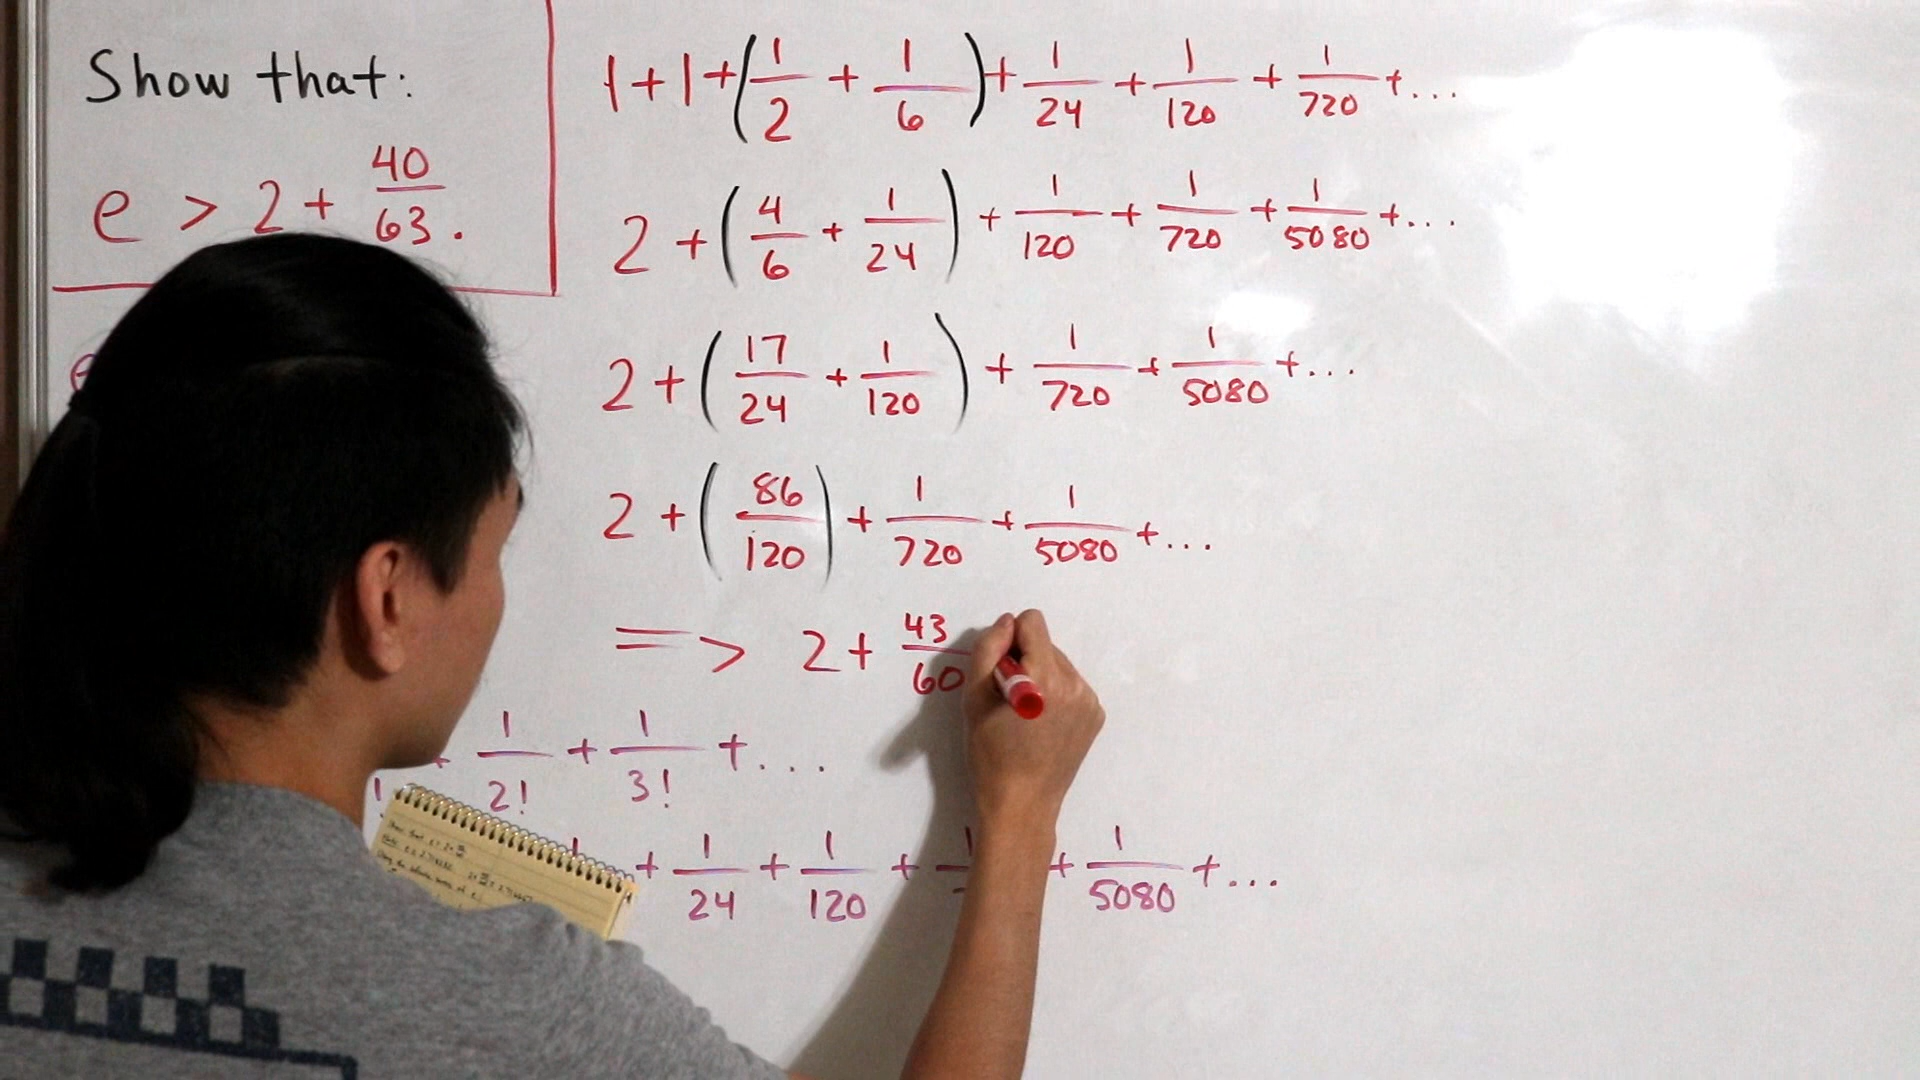 Show that:
e > 2 + 40/63.
1 + 1 + (1/2 + 1/6) + 1/24 + 1/120 + 1/720 + ...
2 + (4/6 + 1/24) + 1/120 + 1/720 + 1/5080 + ...
2 + (17/24 + 1/120) + 1/720 + 1/5080 + ...
2 + (86/120) + 1/720 + 1/5080 + ...
=> 2 + 43/60
1/2! + 1/3! + ...
+ 1/24 + 1/120 + 1/ + 1/5080 + ...